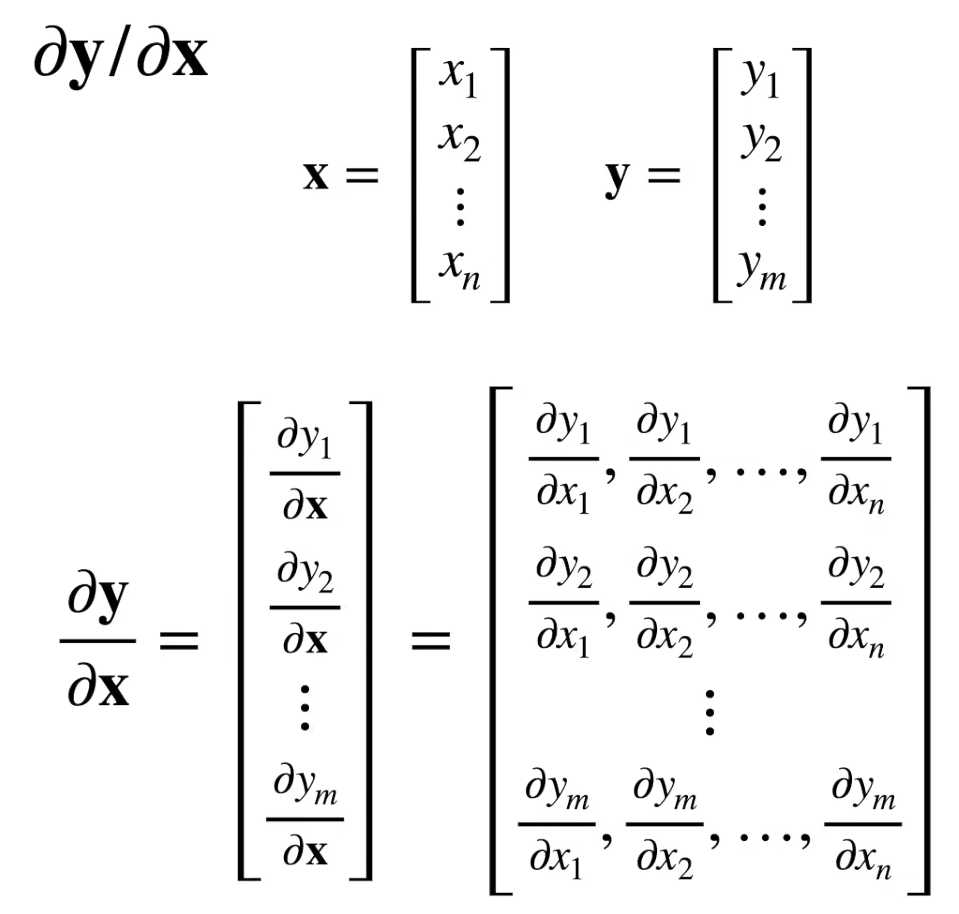 ∂y/∂x
x = [x₁ x₂ ⋮ xₙ] y = [y₁ y₂ ⋮ yₘ]
∂y/∂x = [∂y₁/∂x ∂y₂/∂x ⋮ ∂yₘ/∂x] = [∂y₁/∂x₁, ∂y₁/∂x₂, …, ∂y₁/∂xₙ
∂y₂/∂x₁, ∂y₂/∂x₂, …, ∂y₂/∂xₙ
⋮
∂yₘ/∂x₁, ∂yₘ/∂x₂, …, ∂yₘ/∂xₙ]